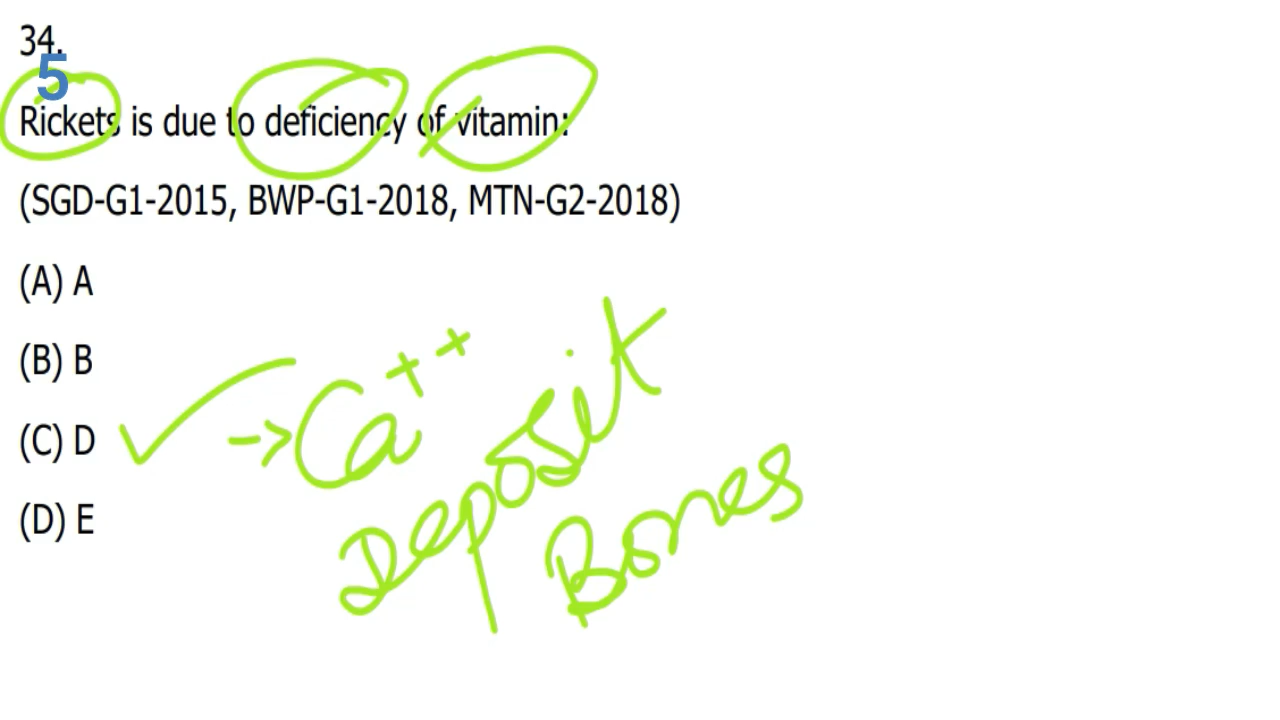 34.
5
Rickets is due to deficiency of vitamin:
(SGD-G1-2015, BWP-G1-2018, MTN-G2-2018)
(A) A
(B) B
(C) D → Ca++
(D) E
Deposit
Bones